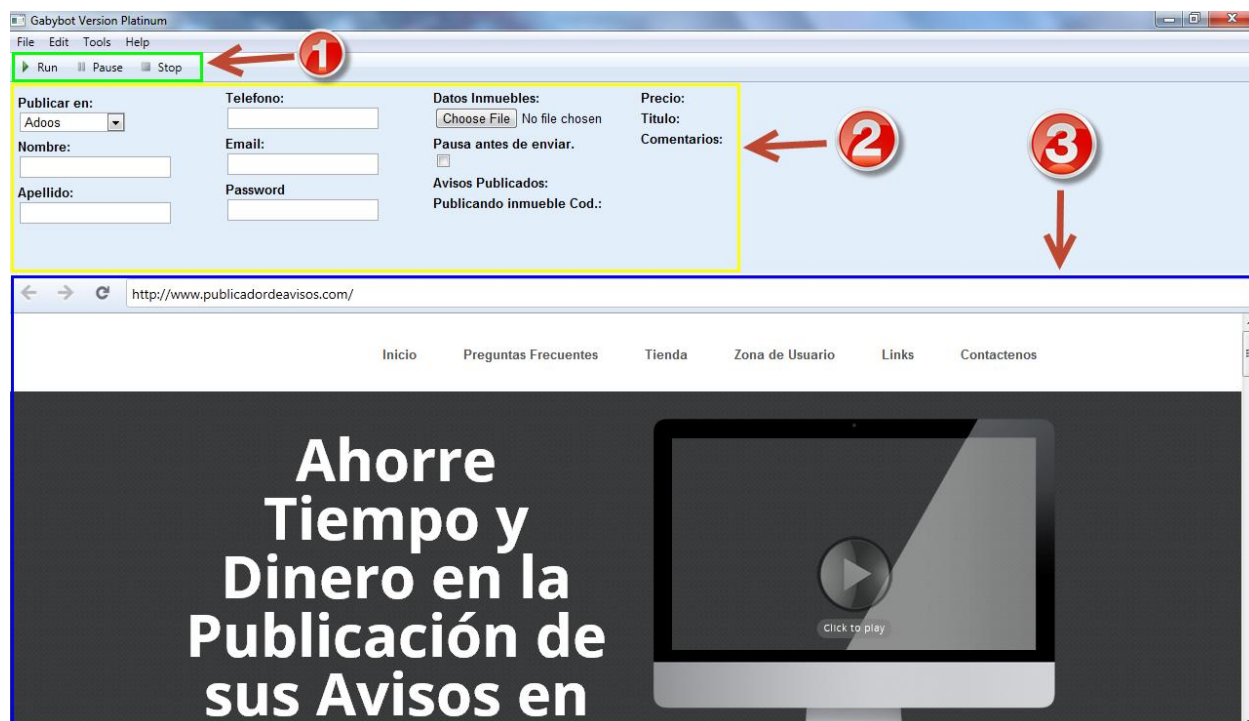 Gabybot Version Platinum
File Edit Tools Help
Run Pause Stop
1
Publicar en:
Adoos
Nombre:
Apellido:
Telefono:
Email:
Password
Datos Inmuebles:
Choose File No file chosen
Pausa antes de enviar.
Avisos Publicados:
Publicando inmueble Cod.:
Precio:
Titulo:
Comentarios:
2
3
http://www.publicadordeavisos.com/
Inicio Preguntas Frecuentes Tienda Zona de Usuario Links Contactenos
Ahorre
Tiempo y
Dinero en la
Publicación de
sus Avisos en
Click to play